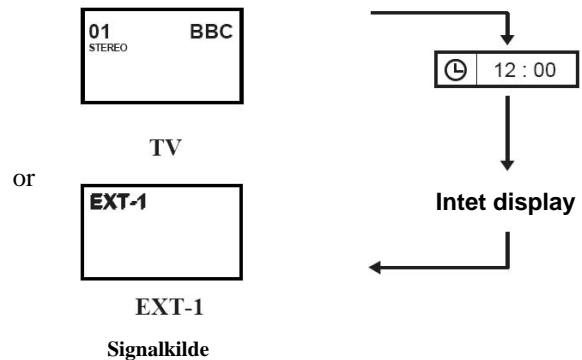 01 BBC
STEREO
12 : 00
TV
or
EXT-1
Intet display
EXT-1
Signalkilde